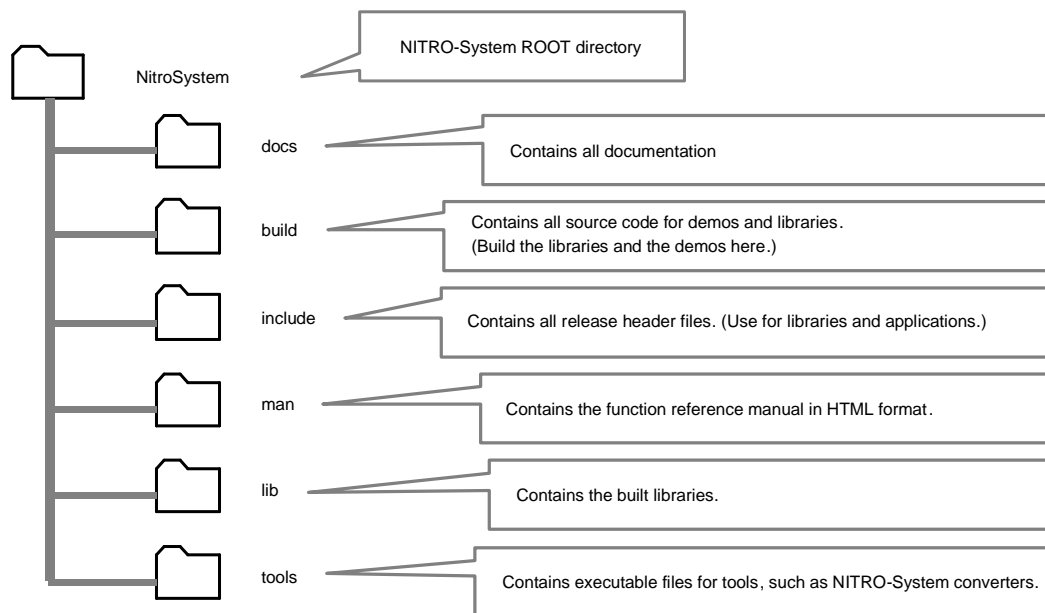 NITRO-System ROOT directory
NitroSystem
docs
Contains all documentation
build
Contains all source code for demos and libraries.
(Build the libraries and the demos here.)
include
Contains all release header files. (Use for libraries and applications.)
man
Contains the function reference manual in HTML format.
lib
Contains the built libraries.
tools
Contains executable files for tools, such as NITRO-System converters.